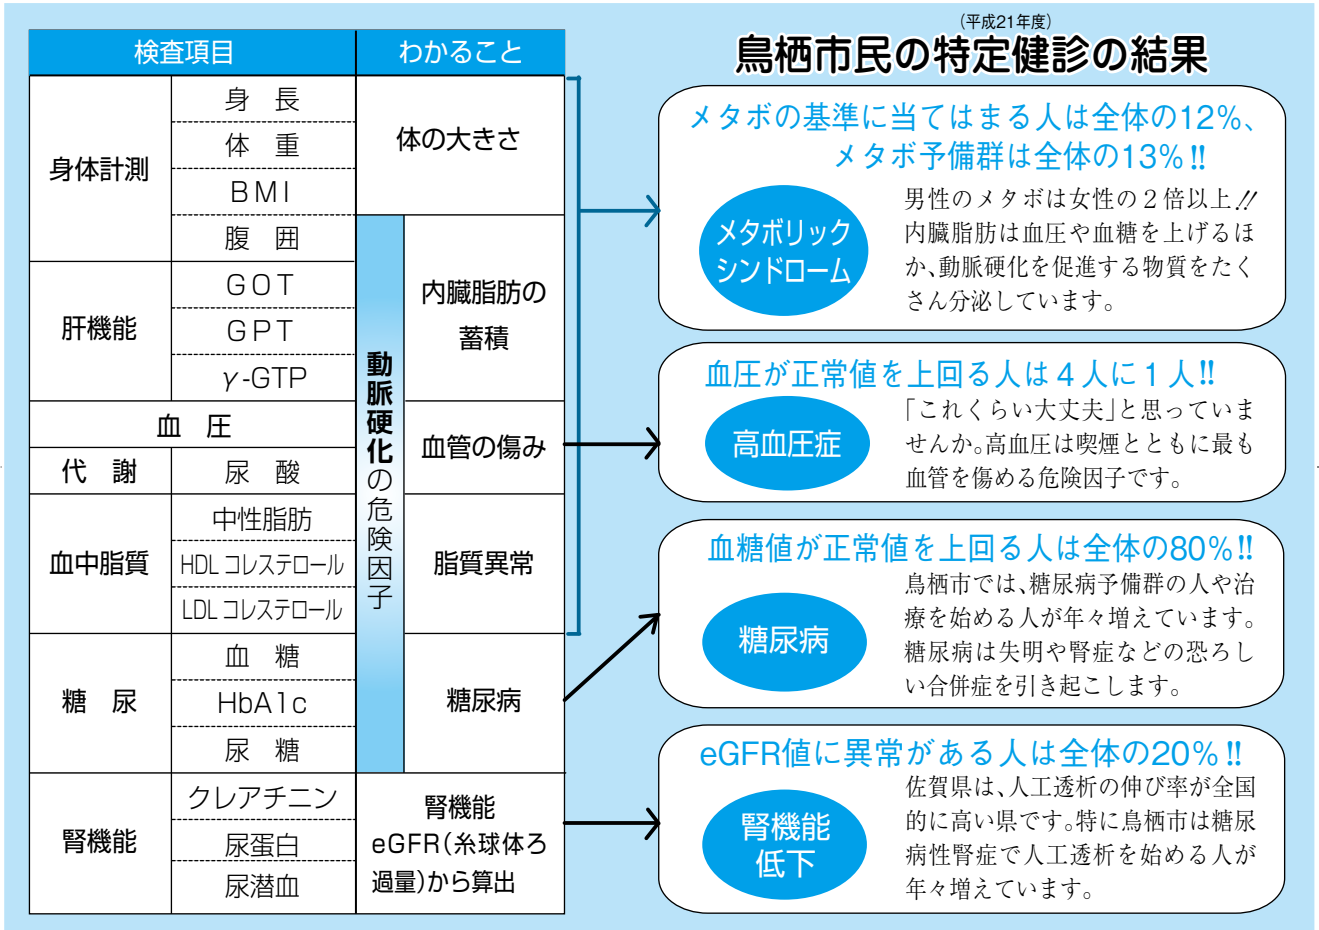 検査項目
わかること
身体計測
身長
体重
BMI
腹囲
体の大きさ
肝機能
GOT
GPT
γ-GTP
内臓脂肪の
蓄積
動脈硬化の危険因子
血圧
血管の傷み
代謝
尿酸
血中脂質
中性脂肪
HDLコレステロール
LDLコレステロール
脂質異常
糖尿
血糖
HbA1c
尿糖
糖尿病
腎機能
クレアチニン
尿蛋白
尿潜血
腎機能
eGFR(糸球体ろ
過量)から算出
(平成21年度)
鳥栖市民の特定健診の結果
メタボの基準に当てはまる人は全体の12%、
メタボ予備群は全体の13%!!
メタボリック
シンドローム
男性のメタボは女性の2倍以上!!
内臓脂肪は血圧や血糖を上げるほ
か、動脈硬化を促進する物質をたく
さん分泌しています。
血圧が正常値を上回る人は4人に1人!!
高血圧症
「これくらい大丈夫」と思っていま
せんか。高血圧は喫煙とともに最も
血管を傷める危険因子です。
血糖値が正常値を上回る人は全体の80%!!
糖尿病
鳥栖市では、糖尿病予備群の人や治
療を始める人が年々増えています。
糖尿病は失明や腎症などの恐ろし
い合併症を引き起こします。
eGFR値に異常がある人は全体の20%!!
腎機能
低下
佐賀県は、人工透析の伸び率が全国
的に高い県です。特に鳥栖市は糖尿
病性腎症で人工透析を始める人が
年々増えています。